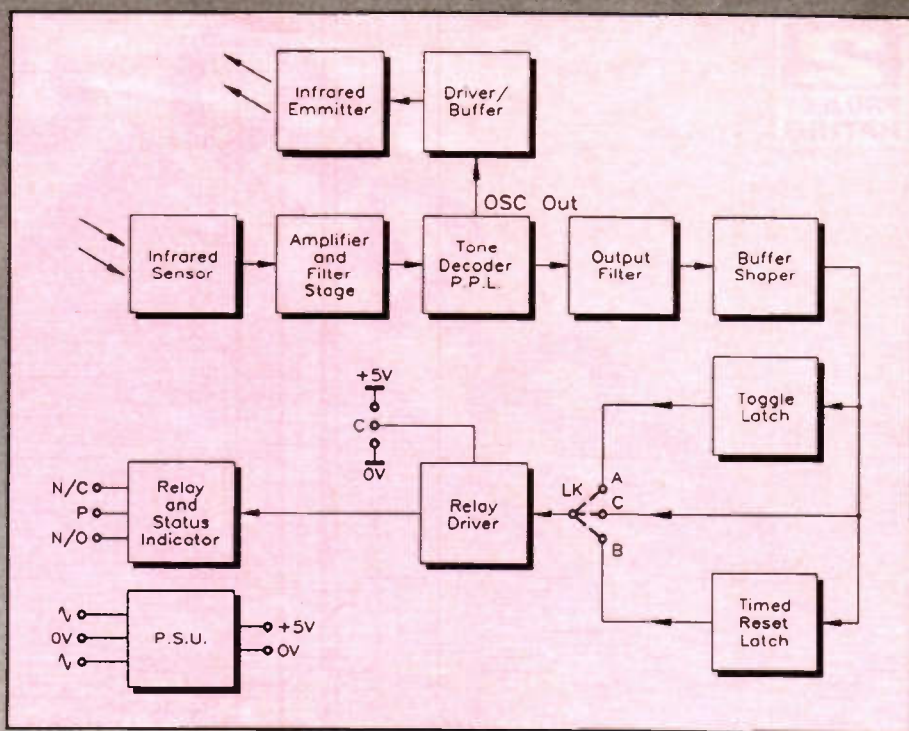 Infrared
Emmitter
Driver/
Buffer
OSC Out
Infrared
Sensor
Amplifier
and
Filter
Stage
Tone
Decoder
P.P.L.
Output
Filter
Buffer
Shaper
Toggle
Latch
+5V
C
0V
LK
A
C
B
N/C
P
N/O
Relay
and
Status
Indicator
Relay
Driver
Timed
Reset
Latch
∿
0V
∿
P.S.U.
+5V
0V